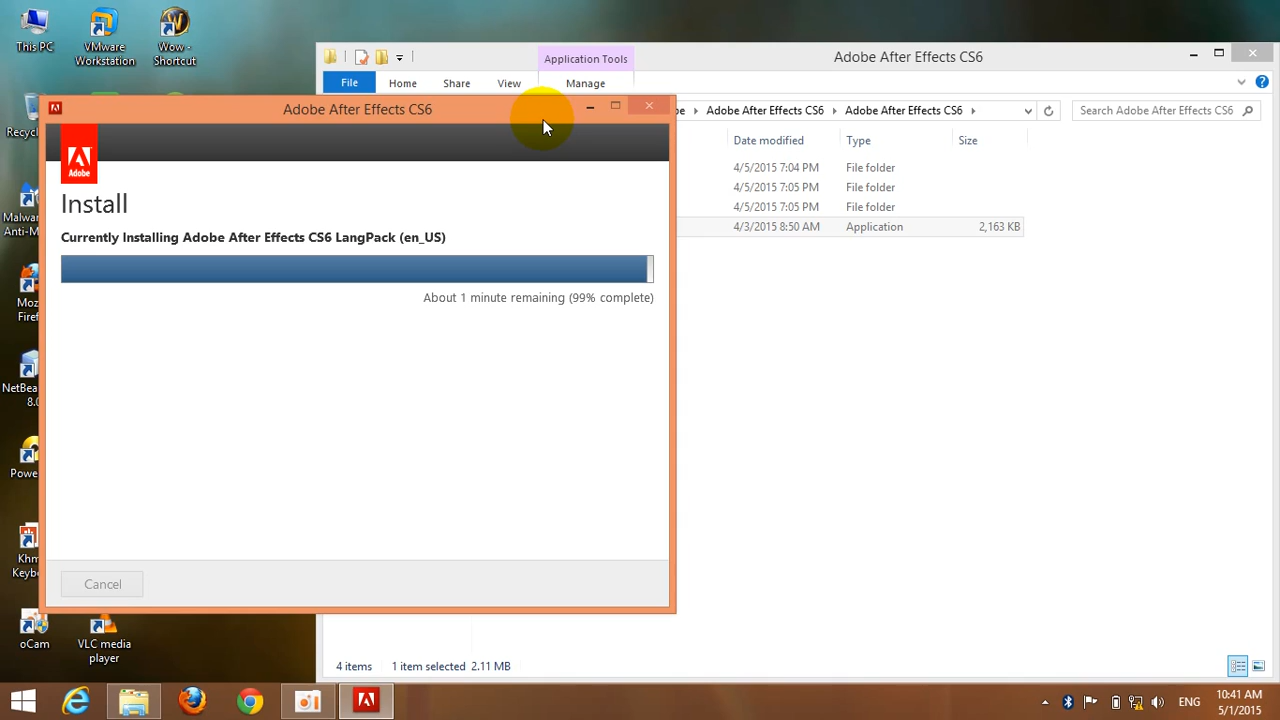 This PC
VMware
Workstation
Wow -
Shortcut
Recyc
Malwar
Anti-M
Moz
Firef
NetBea
8.0
Powe
Khm
Keybo
oCam
VLC media
player
Application Tools
Adobe After Effects CS6
File
Home
Share
View
Manage
Adobe After Effects CS6
Adobe After Effects CS6
Search Adobe After Effects CS6
Date modified
Type
Size
4/5/2015 7:04 PM
File folder
4/5/2015 7:05 PM
File folder
4/5/2015 7:05 PM
File folder
4/3/2015 8:50 AM
Application
2,163 KB
4 items
1 item selected
2.11 MB
Adobe After Effects CS6
Adobe
Install
Currently Installing Adobe After Effects CS6 LangPack (en_US)
About 1 minute remaining (99% complete)
Cancel
ENG
10:41 AM
5/1/2015